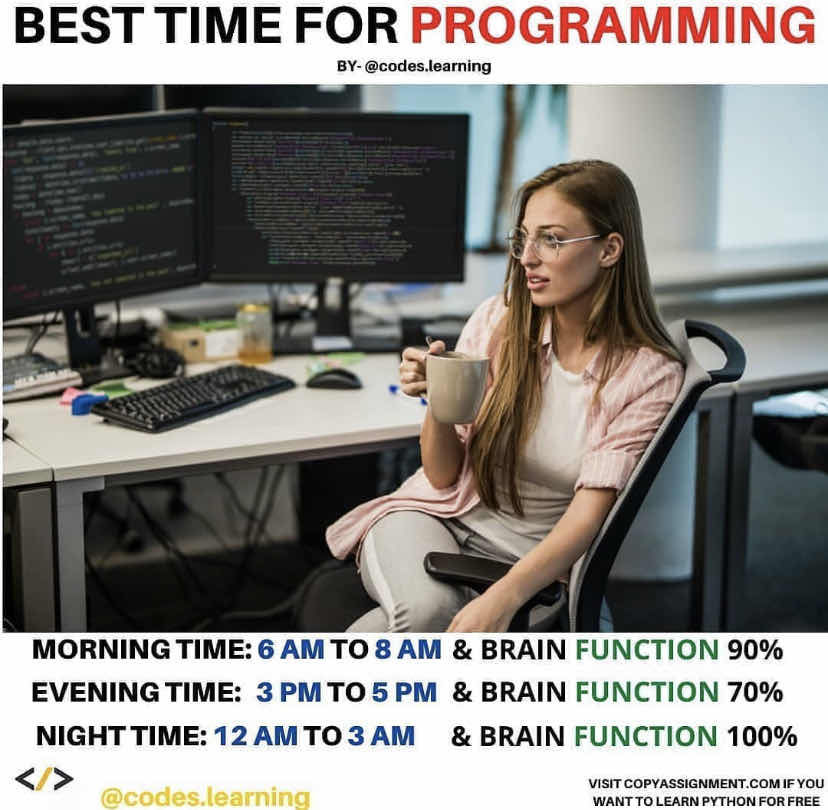 BEST TIME FOR PROGRAMMING
BY- @codes.learning
MORNING TIME: 6 AM TO 8 AM & BRAIN FUNCTION 90%
EVENING TIME: 3 PM TO 5 PM & BRAIN FUNCTION 70%
NIGHT TIME: 12 AM TO 3 AM & BRAIN FUNCTION 100%
</>
@codes.learning
VISIT COPYASSIGNMENT.COM IF YOU
WANT TO LEARN PYTHON FOR FREE